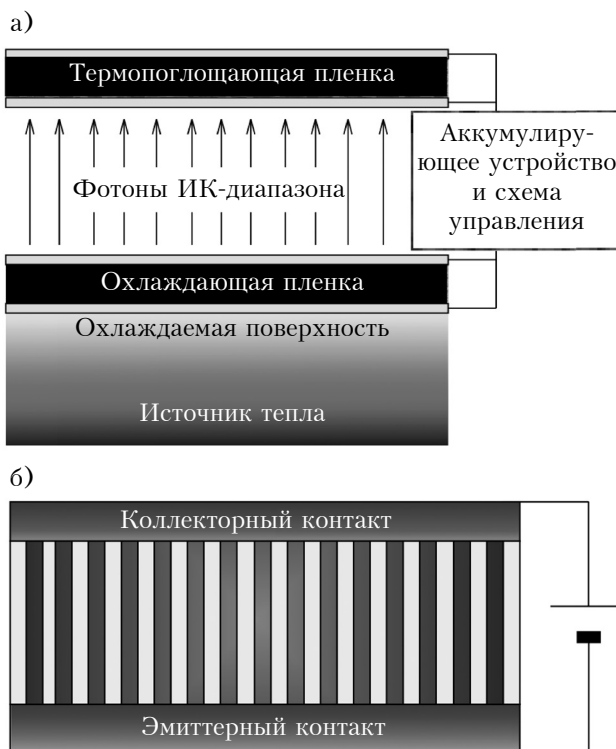 а)
Термопоглощающая пленка
Аккумулиру-
ющее устройство
и схема
управления
Фотоны ИК-диапазона
Охлаждающая пленка
Охлаждаемая поверхность
Источник тепла
б)
Коллекторный контакт
Эмиттерный контакт